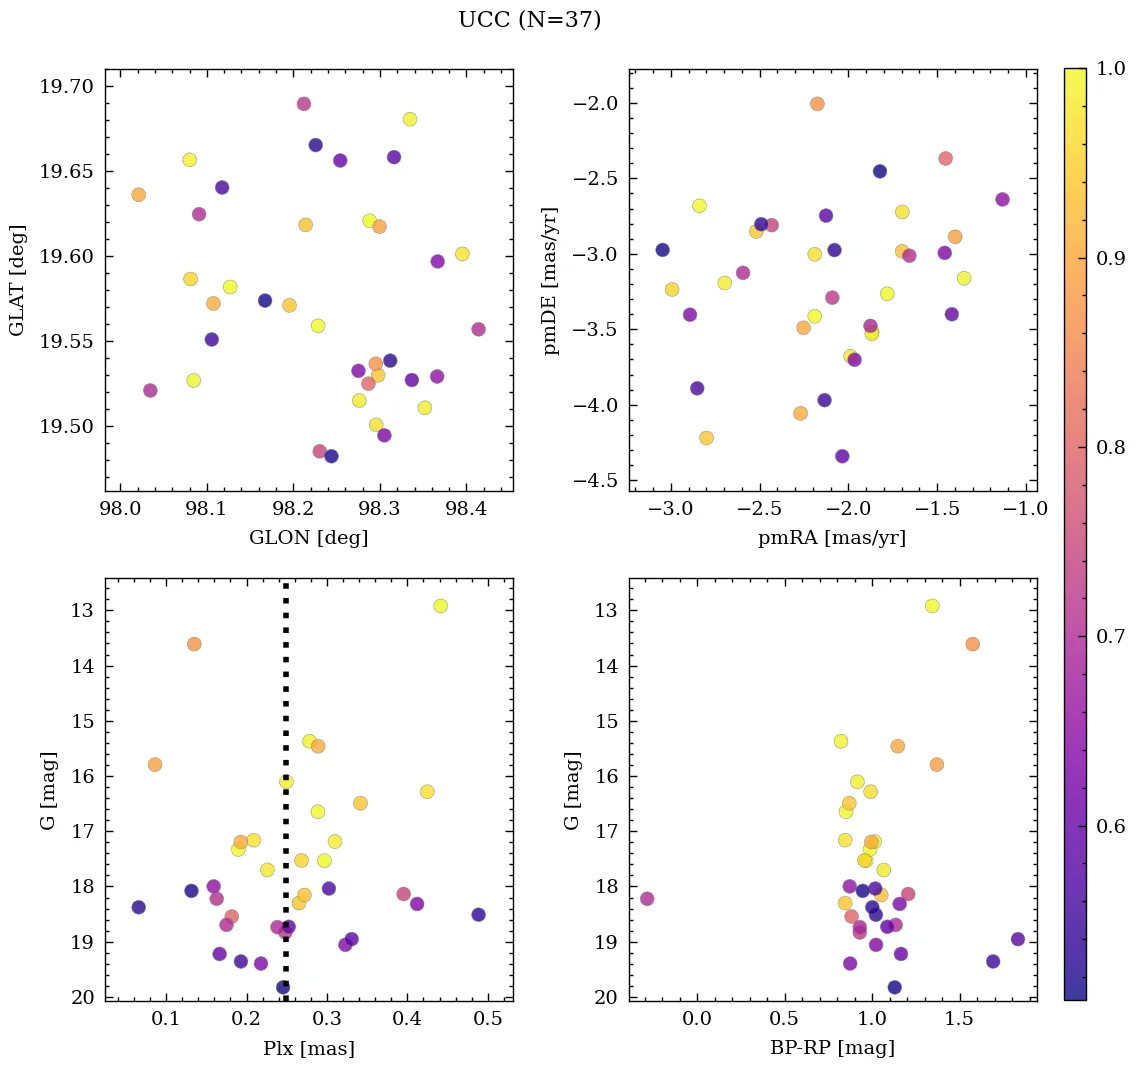 UCC (N=37)
19.70
19.65
19.60
19.55
19.50
GLAT [deg]
98.0 98.1 98.2 98.3 98.4
GLON [deg]
−2.0
−2.5
−3.0
−3.5
−4.0
−4.5
pmDE [mas/yr]
−3.0 −2.5 −2.0 −1.5 −1.0
pmRA [mas/yr]
13
14
15
16
17
18
19
20
G [mag]
0.1 0.2 0.3 0.4 0.5
Plx [mas]
13
14
15
16
17
18
19
20
G [mag]
0.0 0.5 1.0 1.5
BP-RP [mag]
1.0
0.9
0.8
0.7
0.6